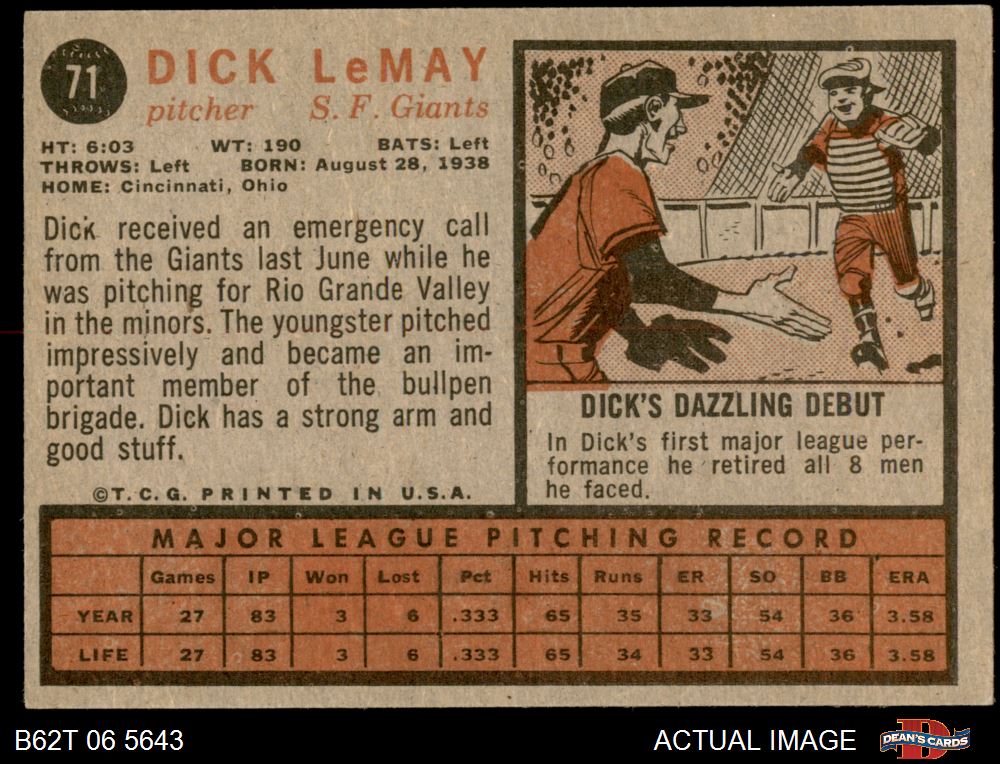 71
DICK LeMAY
pitcher S. F. Giants
HT: 6:03 WT: 190 BATS: Left
THROWS: Left BORN: August 28, 1938
HOME: Cincinnati, Ohio
Dick received an emergency call
from the Giants last June while he
was pitching for Rio Grande Valley
in the minors. The youngster pitched
impressively and became an im-
portant member of the bullpen
brigade. Dick has a strong arm and
good stuff.
©T.C.G. PRINTED IN U.S.A.
DICK'S DAZZLING DEBUT
In Dick's first major league per-
formance he retired all 8 men
he faced.
MAJOR LEAGUE PITCHING RECORD
Games IP Won Lost Pct Hits Runs ER SO BB ERA
YEAR 27 83 3 6 .333 65 35 33 54 36 3.58
LIFE 27 83 3 6 .333 65 34 33 54 36 3.58
B62T 06 5643
ACTUAL IMAGE
D
DEAN'S CARDS